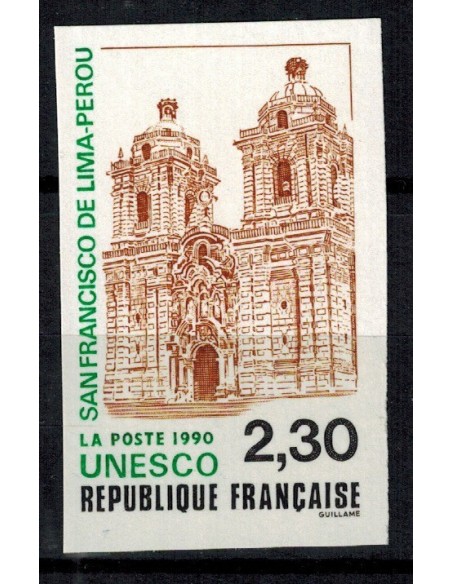 SAN FRANCISCO DE LIMA-PEROU
LA POSTE 1990
UNESCO
2,30
REPUBLIQUE FRANÇAISE
GUILLAME